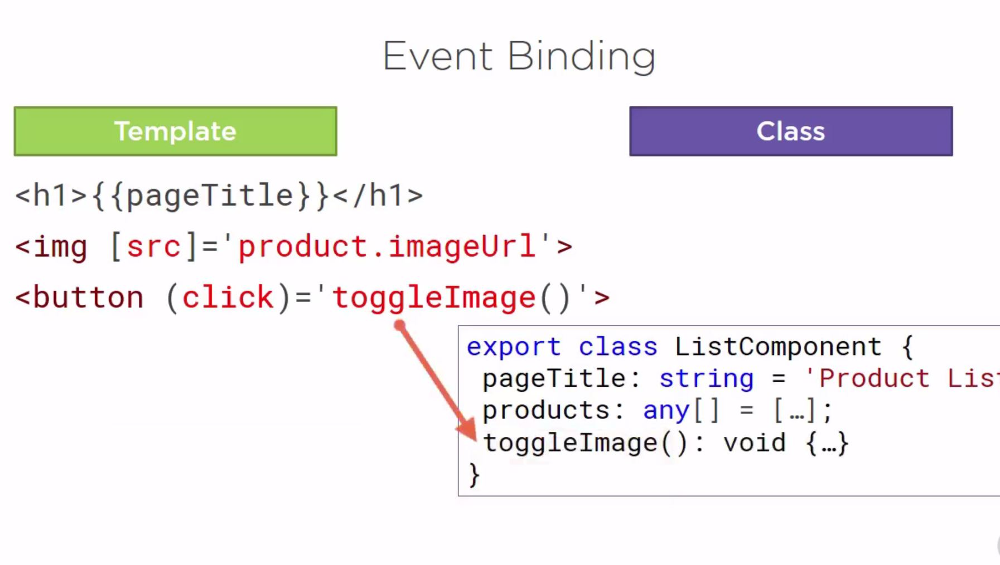 Event Binding
Template
Class
<h1>{{pageTitle}}</h1>
<img [src]='product.imageUrl'>
<button (click)='toggleImage()'>
export class ListComponent {
pageTitle: string = 'Product Lis
products: any[] = […];
toggleImage(): void {…}
}